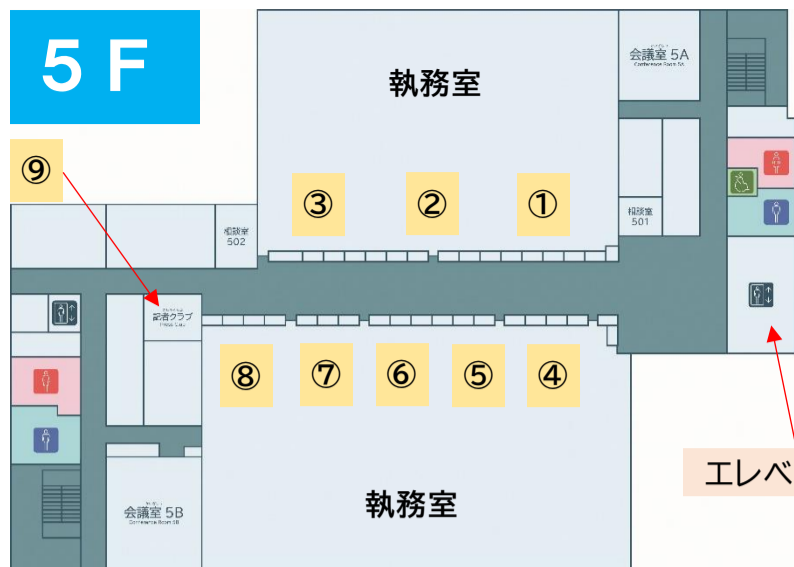 5F
執務室
会議室 5A
Conference Room 5A
⑨
③
②
①
相談室
501
相談室
502
記者クラブ
Press Club
⑧
⑦
⑥
⑤
④
エレベ
執務室
会議室 5B
Conference Room 5B